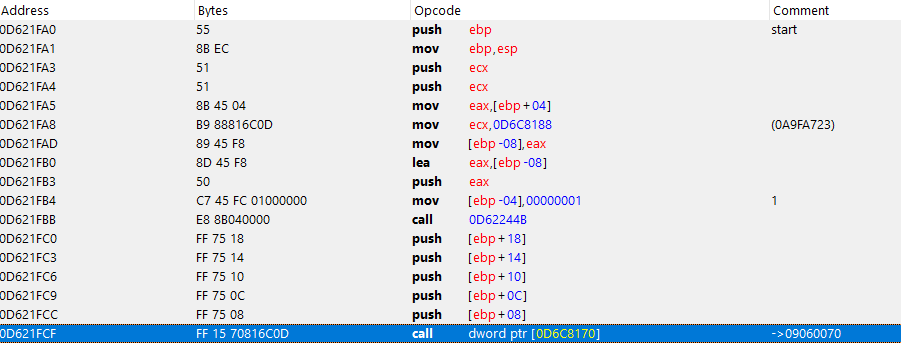 Address Bytes Opcode Comment
0D621FA0 55 push ebp start
0D621FA1 8B EC mov ebp,esp
0D621FA3 51 push ecx
0D621FA4 51 push ecx
0D621FA5 8B 45 04 mov eax,[ebp+04]
0D621FA8 B9 88816C0D mov ecx,0D6C8188 (0A9FA723)
0D621FAD 89 45 F8 mov [ebp-08],eax
0D621FB0 8D 45 F8 lea eax,[ebp-08]
0D621FB3 50 push eax
0D621FB4 C7 45 FC 01000000 mov [ebp-04],00000001 1
0D621FBB E8 8B040000 call 0D62244B
0D621FC0 FF 75 18 push [ebp+18]
0D621FC3 FF 75 14 push [ebp+14]
0D621FC6 FF 75 10 push [ebp+10]
0D621FC9 FF 75 0C push [ebp+0C]
0D621FCC FF 75 08 push [ebp+08]
0D621FCF FF 15 70816C0D call dword ptr [0D6C8170] ->09060070